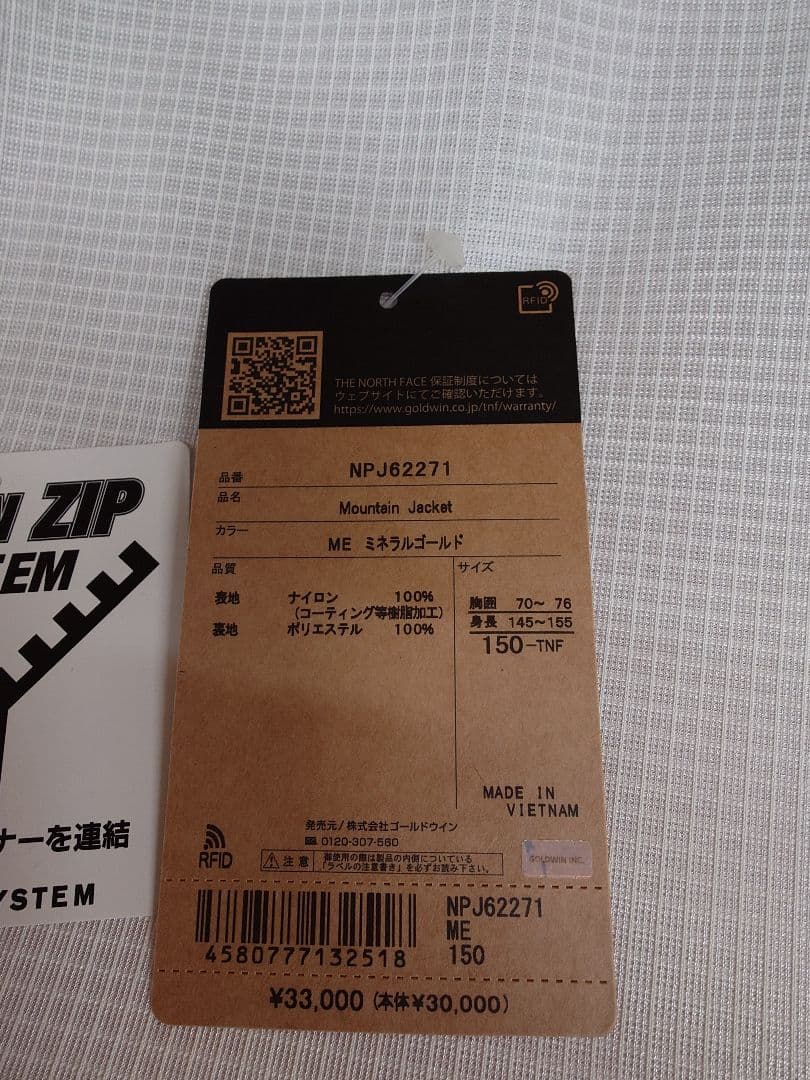 RFID
THE NORTH FACE 保証制度については
ウェブサイトにてご確認いただけます。
https://www.goldwin.co.jp/tnf/warranty/
品番 NPJ62271
品名 Mountain Jacket
カラー ME ミネラルゴールド
品質
表地 ナイロン 100%
(コーティング等樹脂加工)
裏地 ポリエステル 100%
サイズ
胸囲 70~ 76
身長 145~155
150-TNF
MADE IN
VIETNAM
発売元/株式会社ゴールドウイン
0120-307-560
RFID
注意 御使用の際は製品の内側についている
「ラベルの注意書き」を必ずお読み下さい。
GOLDWIN INC.
4580777132518
NPJ62271
ME
150
¥33,000 (本体¥30,000)
ZIP
TEM
ナーを連結
YSTEM